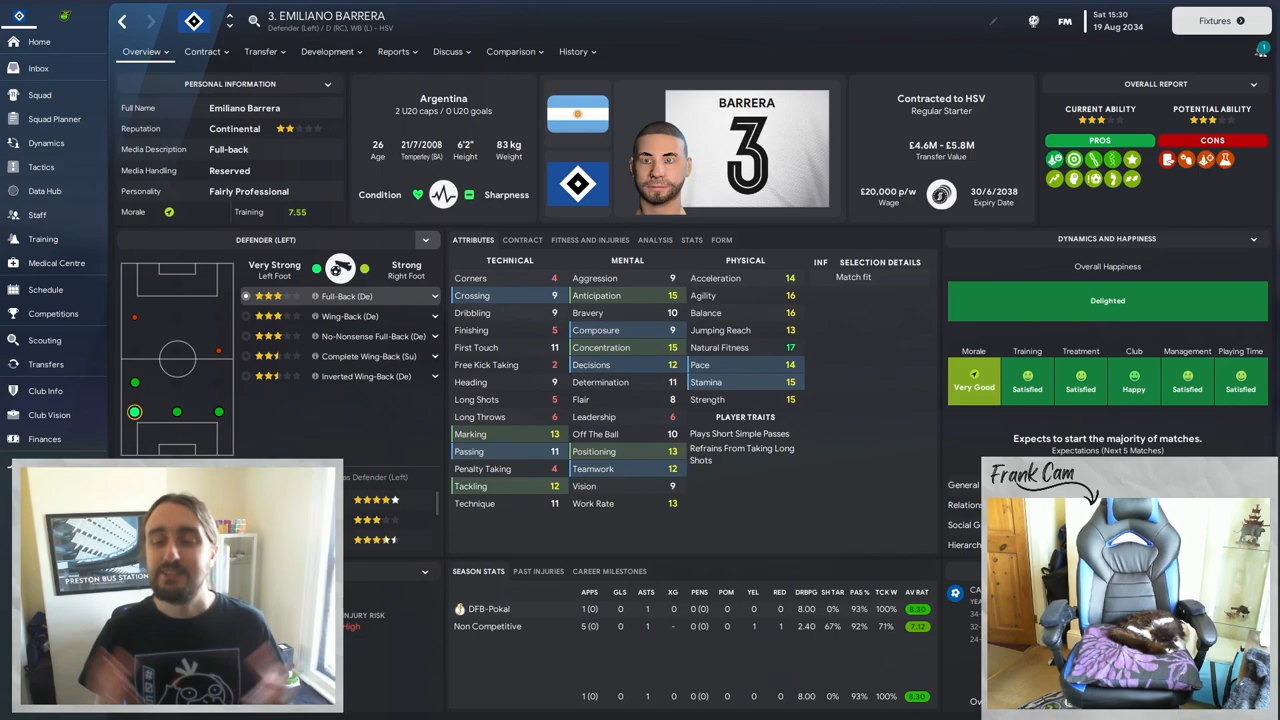 3. EMILIANO BARRERA
Defender (Left) / D (RC), WB (L) - HSV
FM
Sat 15:30
19 Aug 2034
Fixtures
1
Home
Inbox
Squad
Squad Planner
Dynamics
Tactics
Data Hub
Staff
Training
Medical Centre
Schedule
Competitions
Scouting
Transfers
Club Info
Club Vision
Finances
Overview
Contract
Transfer
Development
Reports
Discuss
Comparison
History
PERSONAL INFORMATION
Full Name Emiliano Barrera
Reputation Continental
Media Description Full-back
Media Handling Reserved
Personality Fairly Professional
Morale Training 7.55
Argentina
2 U20 caps / 0 U20 goals
26 21/7/2008 6'2" 83 kg
Age Temperley (BA) Height Weight
Condition Sharpness
BARRERA
3
Contracted to HSV
Regular Starter
£4.6M - £5.8M
Transfer Value
£20,000 p/w 30/6/2038
Wage Expiry Date
OVERALL REPORT
CURRENT ABILITY POTENTIAL ABILITY
PROS CONS
DEFENDER (LEFT)
Very Strong Strong
Left Foot Right Foot
Full-Back (De)
Wing-Back (De)
No-Nonsense Full-Back (De)
Complete Wing-Back (Su)
Inverted Wing-Back (De)
as Defender (Left)
ATTRIBUTES CONTRACT FITNESS AND INJURIES ANALYSIS STATS FORM
TECHNICAL MENTAL PHYSICAL
Corners 4 Aggression 9 Acceleration 14
Crossing 9 Anticipation 15 Agility 16
Dribbling 9 Bravery 10 Balance 16
Finishing 5 Composure 9 Jumping Reach 13
First Touch 11 Concentration 15 Natural Fitness 17
Free Kick Taking 2 Decisions 12 Pace 14
Heading 9 Determination 11 Stamina 15
Long Shots 5 Flair 8 Strength 15
Long Throws 6 Leadership 6 PLAYER TRAITS
Marking 13 Off The Ball 10 Plays Short Simple Passes
Passing 11 Positioning 13 Refrains From Taking Long
Shots
Penalty Taking 4 Teamwork 12
Tackling 12 Vision 9
Technique 11 Work Rate 13
INF SELECTION DETAILS
Match fit
DYNAMICS AND HAPPINESS
Overall Happiness
Delighted
Morale Training Treatment Club Management Playing Time
Very Good Satisfied Satisfied Happy Satisfied Satisfied
Expects to start the majority of matches.
Expectations (Next 5 Matches)
General
Social G
Hierarch
SEASON STATS PAST INJURIES CAREER MILESTONES
APPS GLS ASTS XG PENS POM YEL RED DRBPG SH TAR PAS % TCK W AV RAT
DFB-Pokal 1 (0) 0 1 0 0 (0) 0 0 0 8.00 0% 93% 100% 8.30
Non Competitive 5 (0) 0 1 - 0 (0) 0 1 1 2.40 67% 92% 71% 7.12
1 (0) 0 1 0 0 (0) 0 0 0 8.00 0% 93% 100% 8.30
NJURY RISK
High
PRESTON BUS STATION
Frank Cam